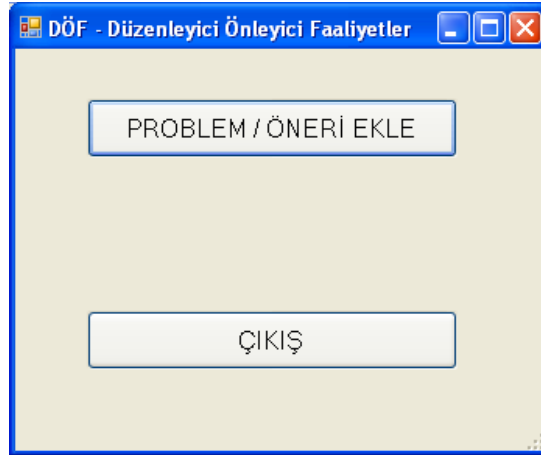 DÖF - Düzenleyici Önleyici Faaliyetler
PROBLEM / ÖNERİ EKLE
ÇIKIŞ